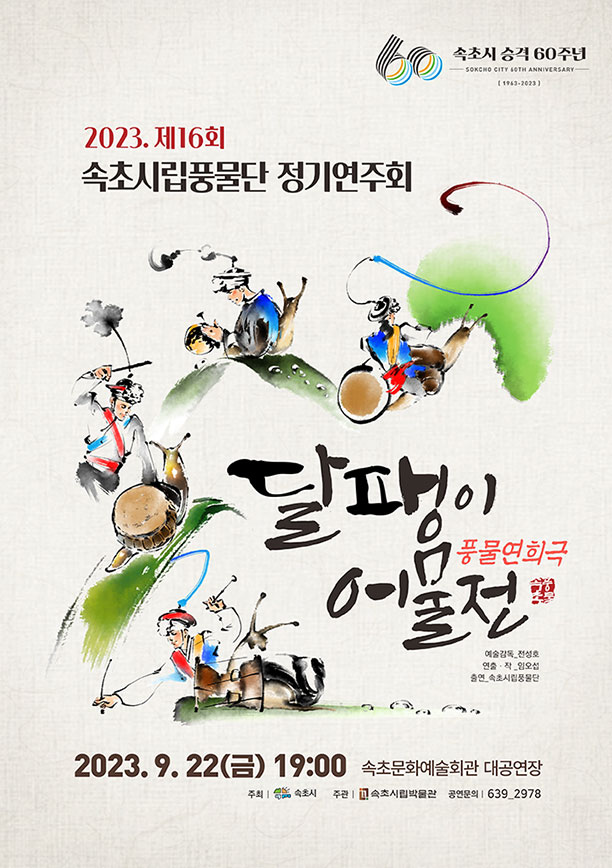 60
속초시 승격 60주년
SOKCHO CITY 60TH ANNIVERSARY
[ 1963-2023 ]
2023. 제16회
속초시립풍물단 정기연주회
달팽이
풍물연희극
어물전
예술감독_전성호
연출·작_임오섭
출연_속초시립풍물단
2023. 9. 22(금) 19:00 속초문화예술회관 대공연장
주최 | 속초시 주관 | 속초시립박물관 공연문의 | 639_2978